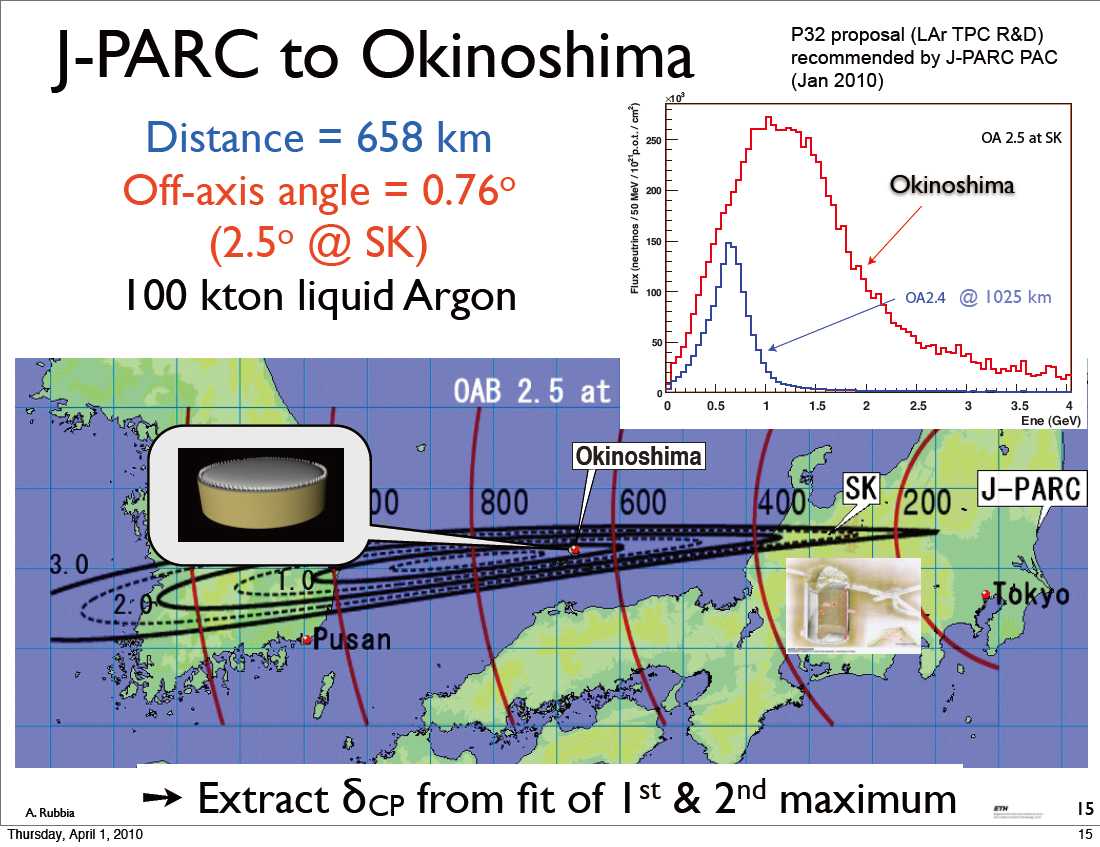 J-PARC to Okinoshima
P32 proposal (LAr TPC R&D)
recommended by J-PARC PAC
(Jan 2010)
Distance = 658 km
Off-axis angle = 0.76°
(2.5° @ SK)
100 kton liquid Argon
×10³
Flux (neutrinos / 50 MeV / 10²¹p.o.t. / cm²)
250
200
150
100
50
0
OA 2.5 at SK
Okinoshima
OA2.4 @ 1025 km
0 0.5 1 1.5 2 2.5 3 3.5 4
Ene (GeV)
OAB 2.5 at
Okinoshima
00 800 600 400 200
SK
J-PARC
3.0
2.0
1.0
Pusan
Tokyo
➙ Extract δCP from fit of 1st & 2nd maximum
A. Rubbia
ETH
15
Thursday, April 1, 2010
15